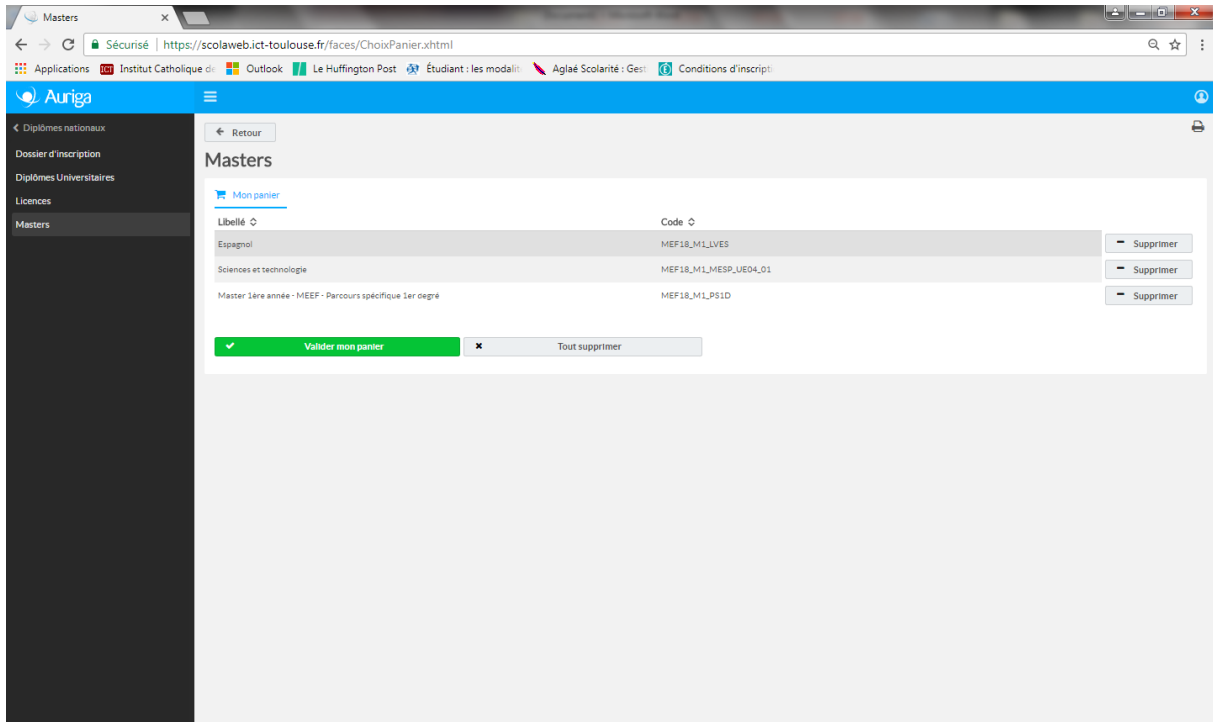 Masters
Sécurisé | https://scolaweb.ict-toulouse.fr/faces/ChoixPanier.xhtml
Applications ICT Institut Catholique de Outlook Le Huffington Post Étudiant : les modalit Aglaé Scolarité : Gest Conditions d'inscripti
Auriga
Diplômes nationaux
Dossier d'inscription
Diplômes Universitaires
Licences
Masters
Retour
Masters
Mon panier
Libellé Code
Espagnol MEF18_M1_LVES Supprimer
Sciences et technologie MEF18_M1_MESP_UE04_01 Supprimer
Master 1ère année - MEEF - Parcours spécifique 1er degré MEF18_M1_PS1D Supprimer
Valider mon panier Tout supprimer